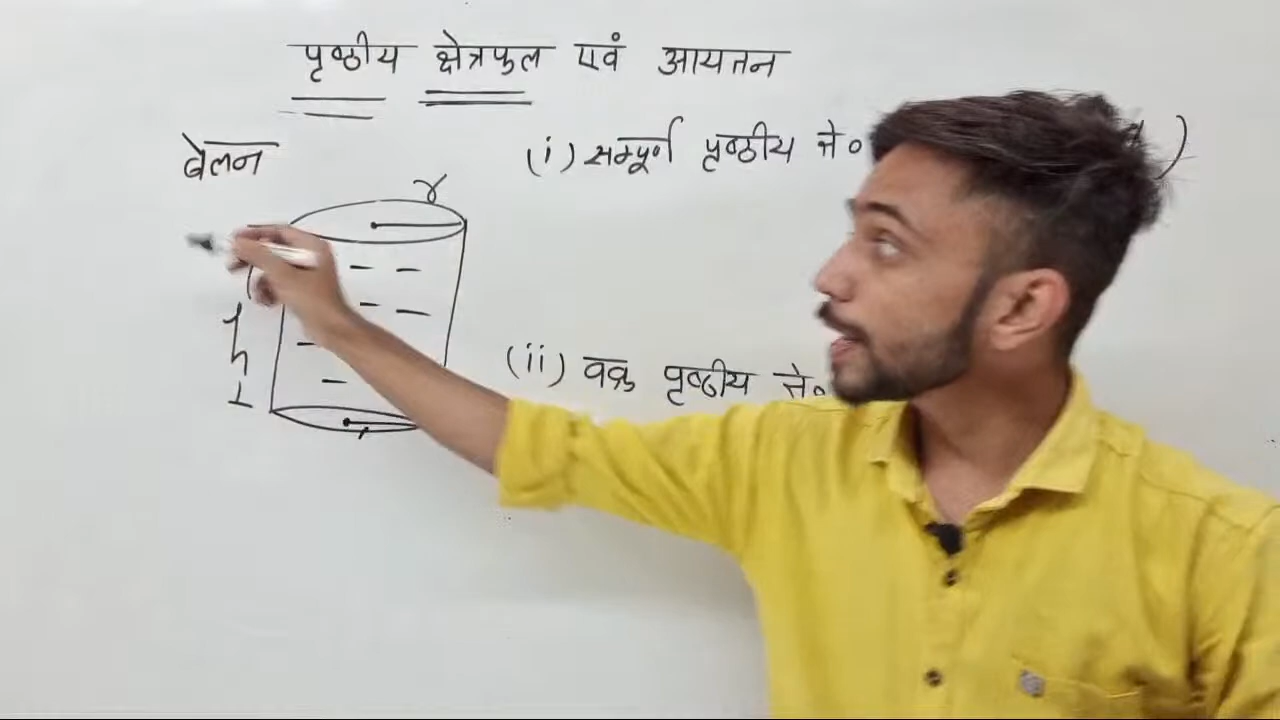 पृष्ठीय क्षेत्रफल एवं आयतन
बेलन
(i) सम्पूर्ण पृष्ठीय क्षे०
)
r
h
(ii) वक्र पृष्ठीय क्षे०